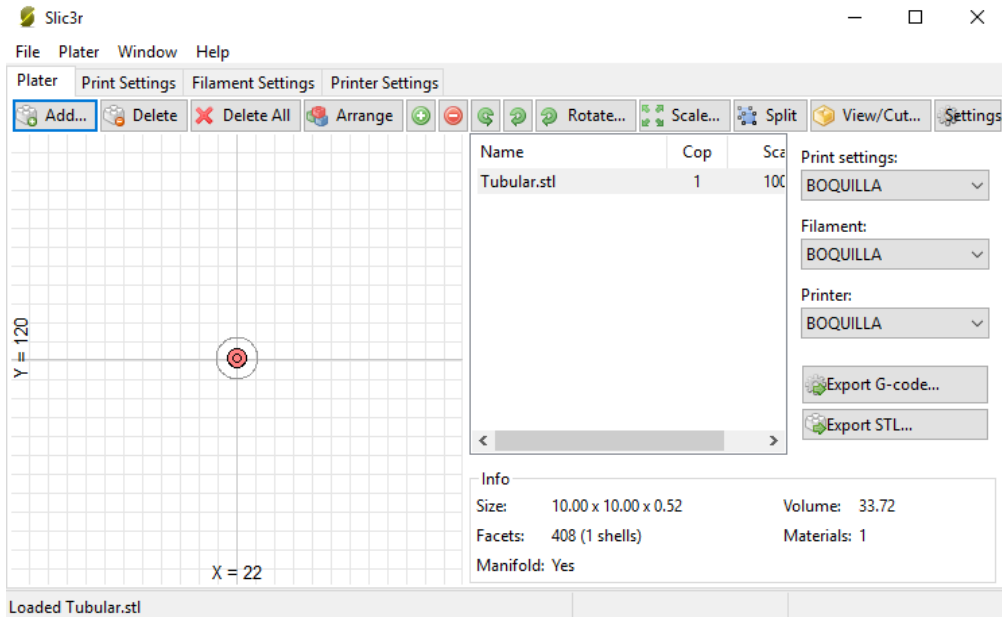 Slic3r
File Plater Window Help
Plater Print Settings Filament Settings Printer Settings
Add... Delete Delete All Arrange Rotate... Scale... Split View/Cut... Settings
Name Cop Sca
Tubular.stl 1 100
Print settings:
BOQUILLA
Filament:
BOQUILLA
Printer:
BOQUILLA
Export G-code...
Export STL...
Y = 120
X = 22
Info
Size: 10.00 x 10.00 x 0.52 Volume: 33.72
Facets: 408 (1 shells) Materials: 1
Manifold: Yes
Loaded Tubular.stl